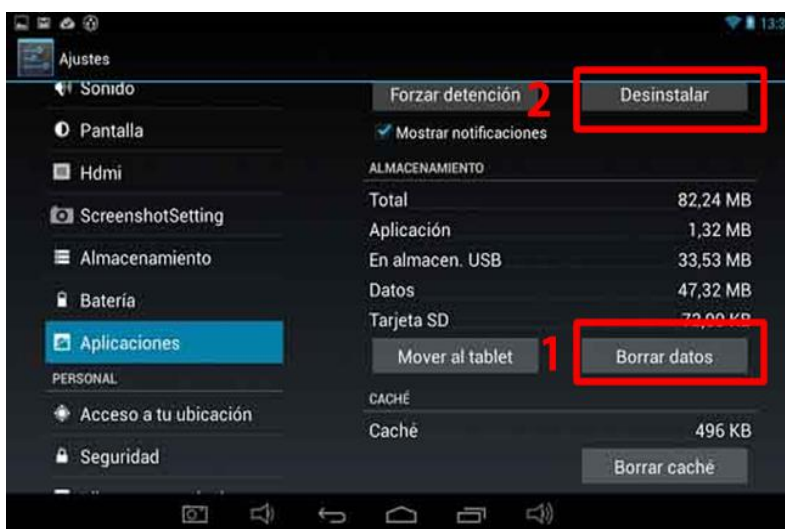 13:3
Ajustes
Sonido
Pantalla
Hdmi
ScreenshotSetting
Almacenamiento
Batería
Aplicaciones
PERSONAL
Acceso a tu ubicación
Seguridad
Forzar detención
2
Desinstalar
Mostrar notificaciones
ALMACENAMIENTO
Total 82,24 MB
Aplicación 1,32 MB
En almacen. USB 33,53 MB
Datos 47,32 MB
Tarjeta SD
Mover al tablet
1
Borrar datos
CACHÉ
Caché 496 KB
Borrar caché